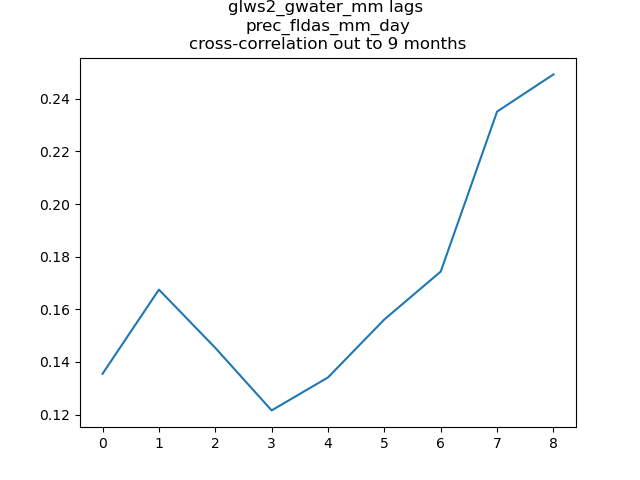 glws2_gwater_mm lags
prec_fldas_mm_day
cross-correlation out to 9 months
0.24
0.22
0.20
0.18
0.16
0.14
0.12
0 1 2 3 4 5 6 7 8